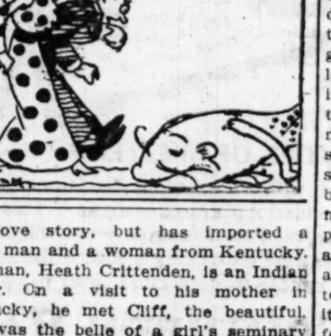 ove story, but has imported a
man and a woman from Kentucky.
nan, Heath Crittenden, is an Indian
r. On a visit to his mother in
cky, he met Cliff, the beautiful
was the belle of a girl's seminary